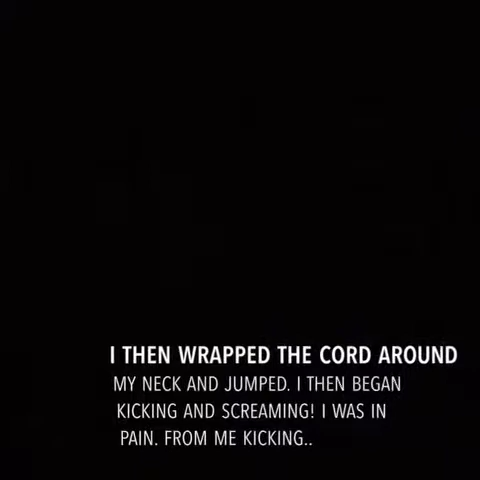 I THEN WRAPPED THE CORD AROUND
MY NECK AND JUMPED. I THEN BEGAN
KICKING AND SCREAMING! I WAS IN
PAIN. FROM ME KICKING..